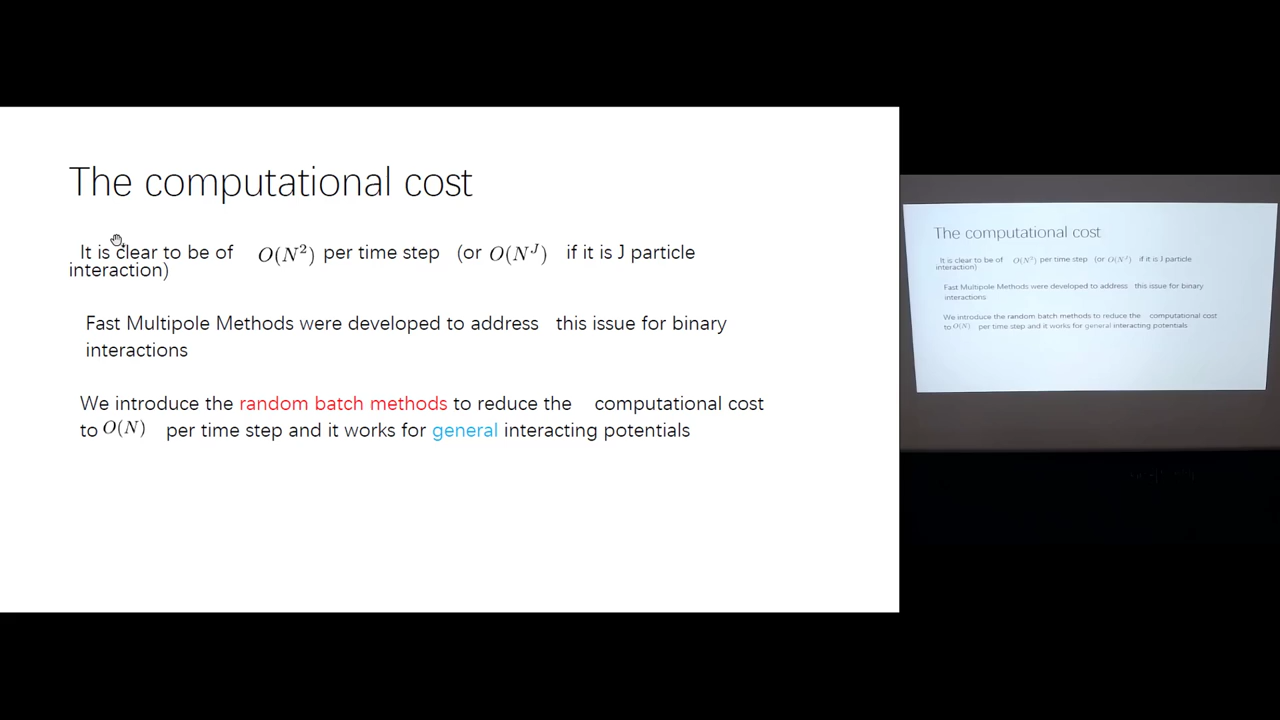 The computational cost
It is clear to be of O(N²) per time step (or O(N^J) if it is J particle
interaction)
Fast Multipole Methods were developed to address this issue for binary
interactions
We introduce the random batch methods to reduce the computational cost
to O(N) per time step and it works for general interacting potentials
The computational cost
It is clear to be of O(N²) per time step (or O(N^J) if it is J particle
interaction)
Fast Multipole Methods were developed to address this issue for binary
interactions
We introduce the random batch methods to reduce the computational cost
to O(N) per time step and it works for general interacting potentials